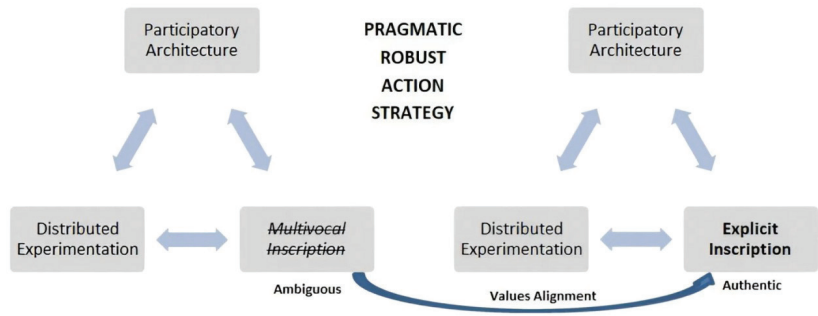 Participatory
Architecture
PRAGMATIC
ROBUST
ACTION
STRATEGY
Participatory
Architecture
Distributed
Experimentation
Multivocal
Inscription
Distributed
Experimentation
Explicit
Inscription
Ambiguous
Values Alignment
Authentic